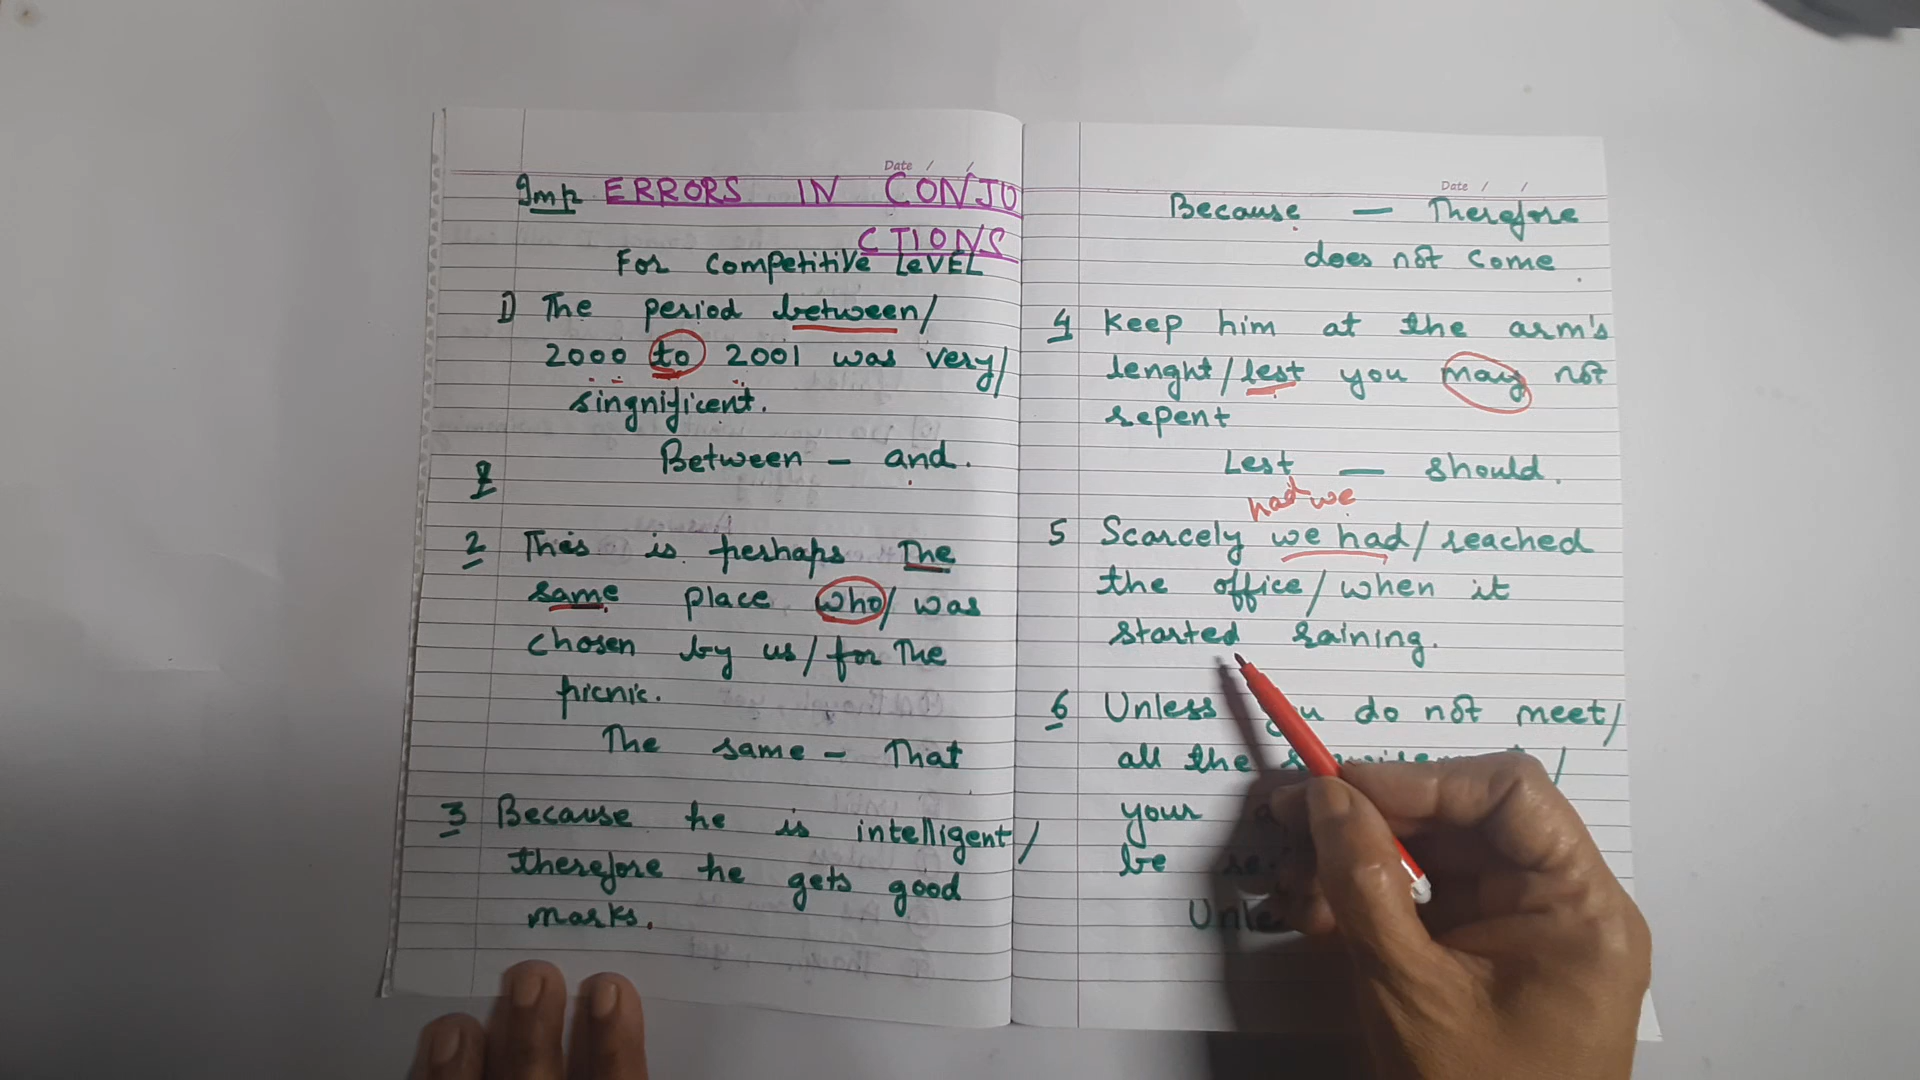 Date / /
Imp ERRORS IN CONJU
CTIONS
For Competitive LeVEL
1) The period between/
2000 to 2001 was very/
singnificent.
Between – and.
2
2 This is perhaps The
same place who/ was
chosen by us/ for The
picnic.
The same – That
3 Because he is intelligent/
therefore he gets good
marks.
Date / /
Because — Therefore
does not come.
4 Keep him at the arm's
lenght/ lest you may not
repent
Lest — should.
had we
5 Scarcely we had/ reached
the office/ when it
started raining.
6 Unless you do not meet/
all the
your
be